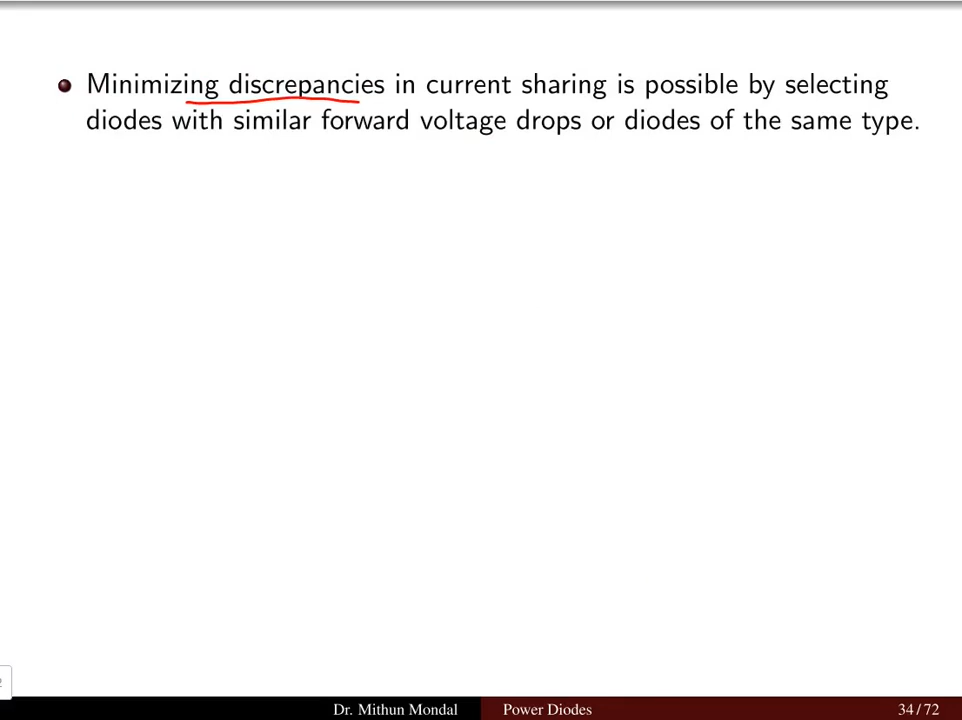 Minimizing discrepancies in current sharing is possible by selecting
diodes with similar forward voltage drops or diodes of the same type.
Dr. Mithun Mondal Power Diodes 34 / 72